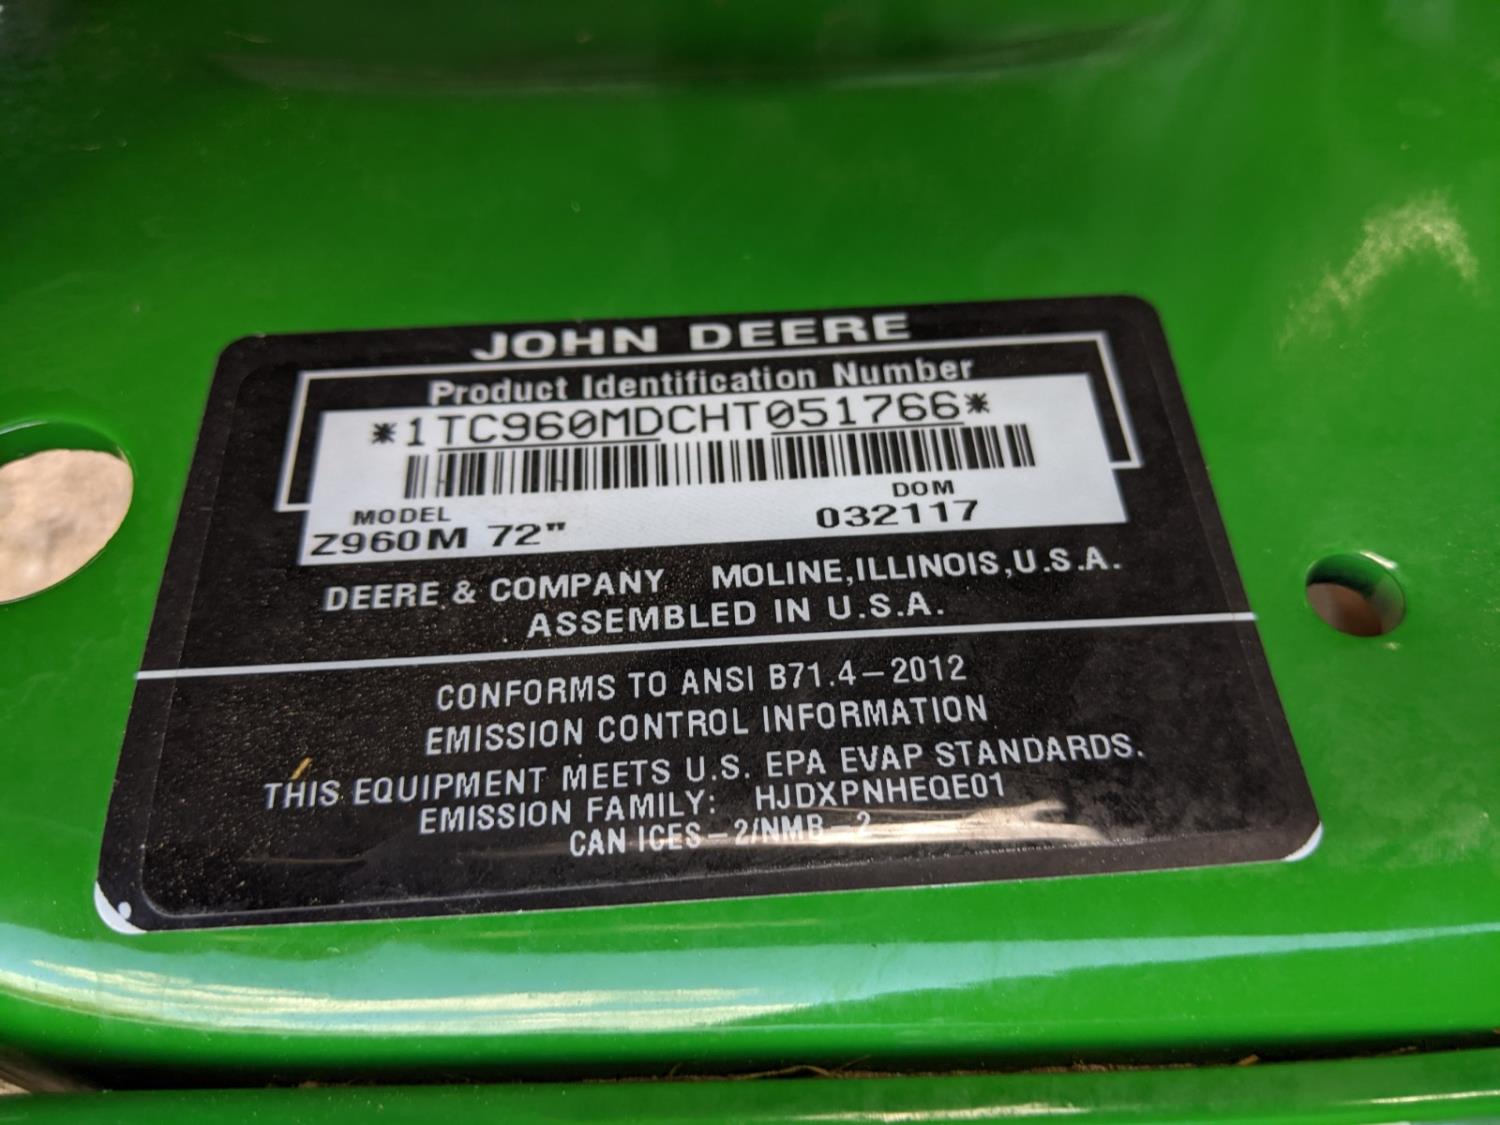 JOHN DEERE
Product Identification Number
*1TC960MDCHT051766*
MODEL DOM
Z960M 72" 032117
DEERE & COMPANY MOLINE,ILLINOIS,U.S.A.
ASSEMBLED IN U.S.A.
CONFORMS TO ANSI B71.4-2012
EMISSION CONTROL INFORMATION
THIS EQUIPMENT MEETS U.S. EPA EVAP STANDARDS.
EMISSION FAMILY: HJDXPNHEQE01
CAN ICES-2/NMB-2